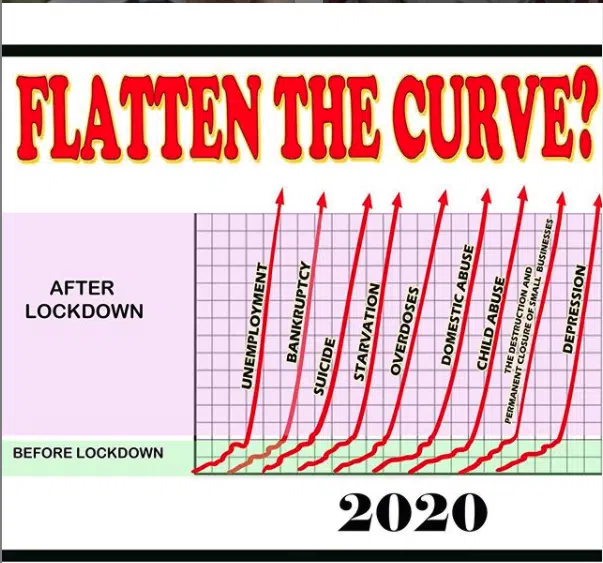 FLATTEN THE CURVE?
AFTER
LOCKDOWN
BEFORE LOCKDOWN
UNEMPLOYMENT
BANKRUPTCY
SUICIDE
STARVATION
OVERDOSES
DOMESTIC ABUSE
CHILD ABUSE
THE DESTRUCTION AND
PERMANENT CLOSURE OF SMALL BUSINESSES
DEPRESSION
2020